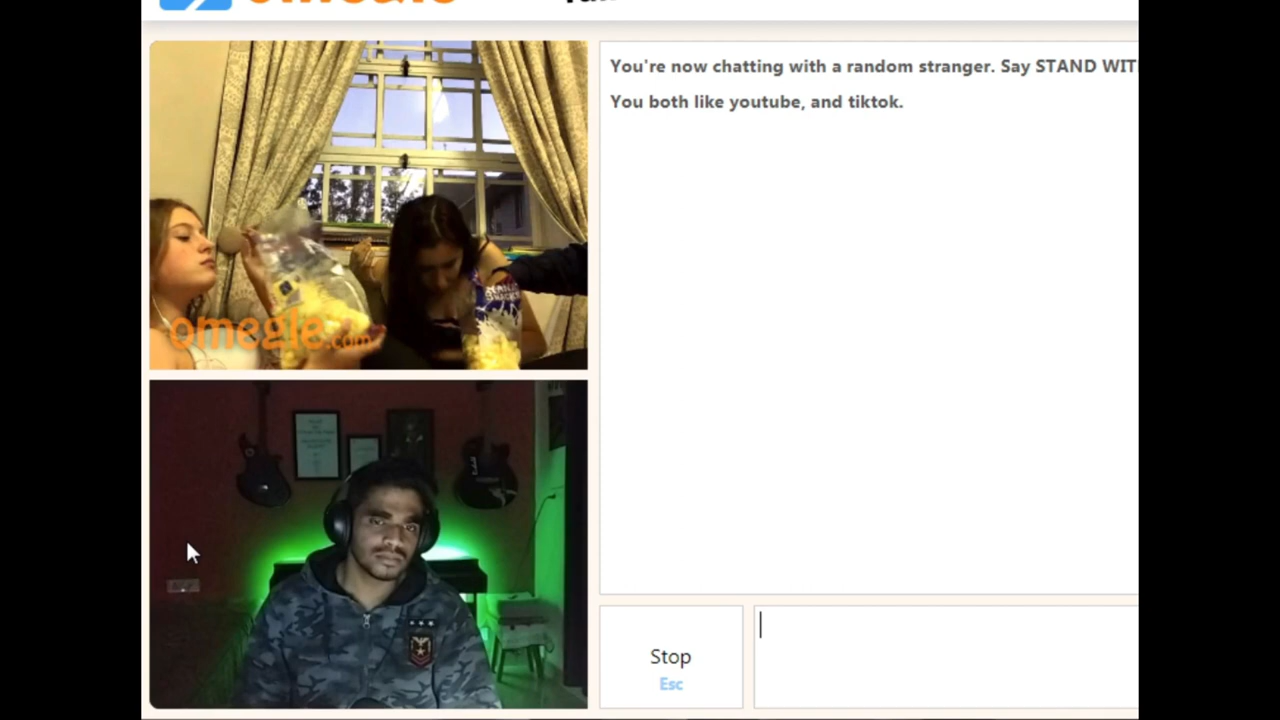 omegle
You're now chatting with a random stranger. Say STAND WIT
You both like youtube, and tiktok.
omegle.com
Stop
Esc